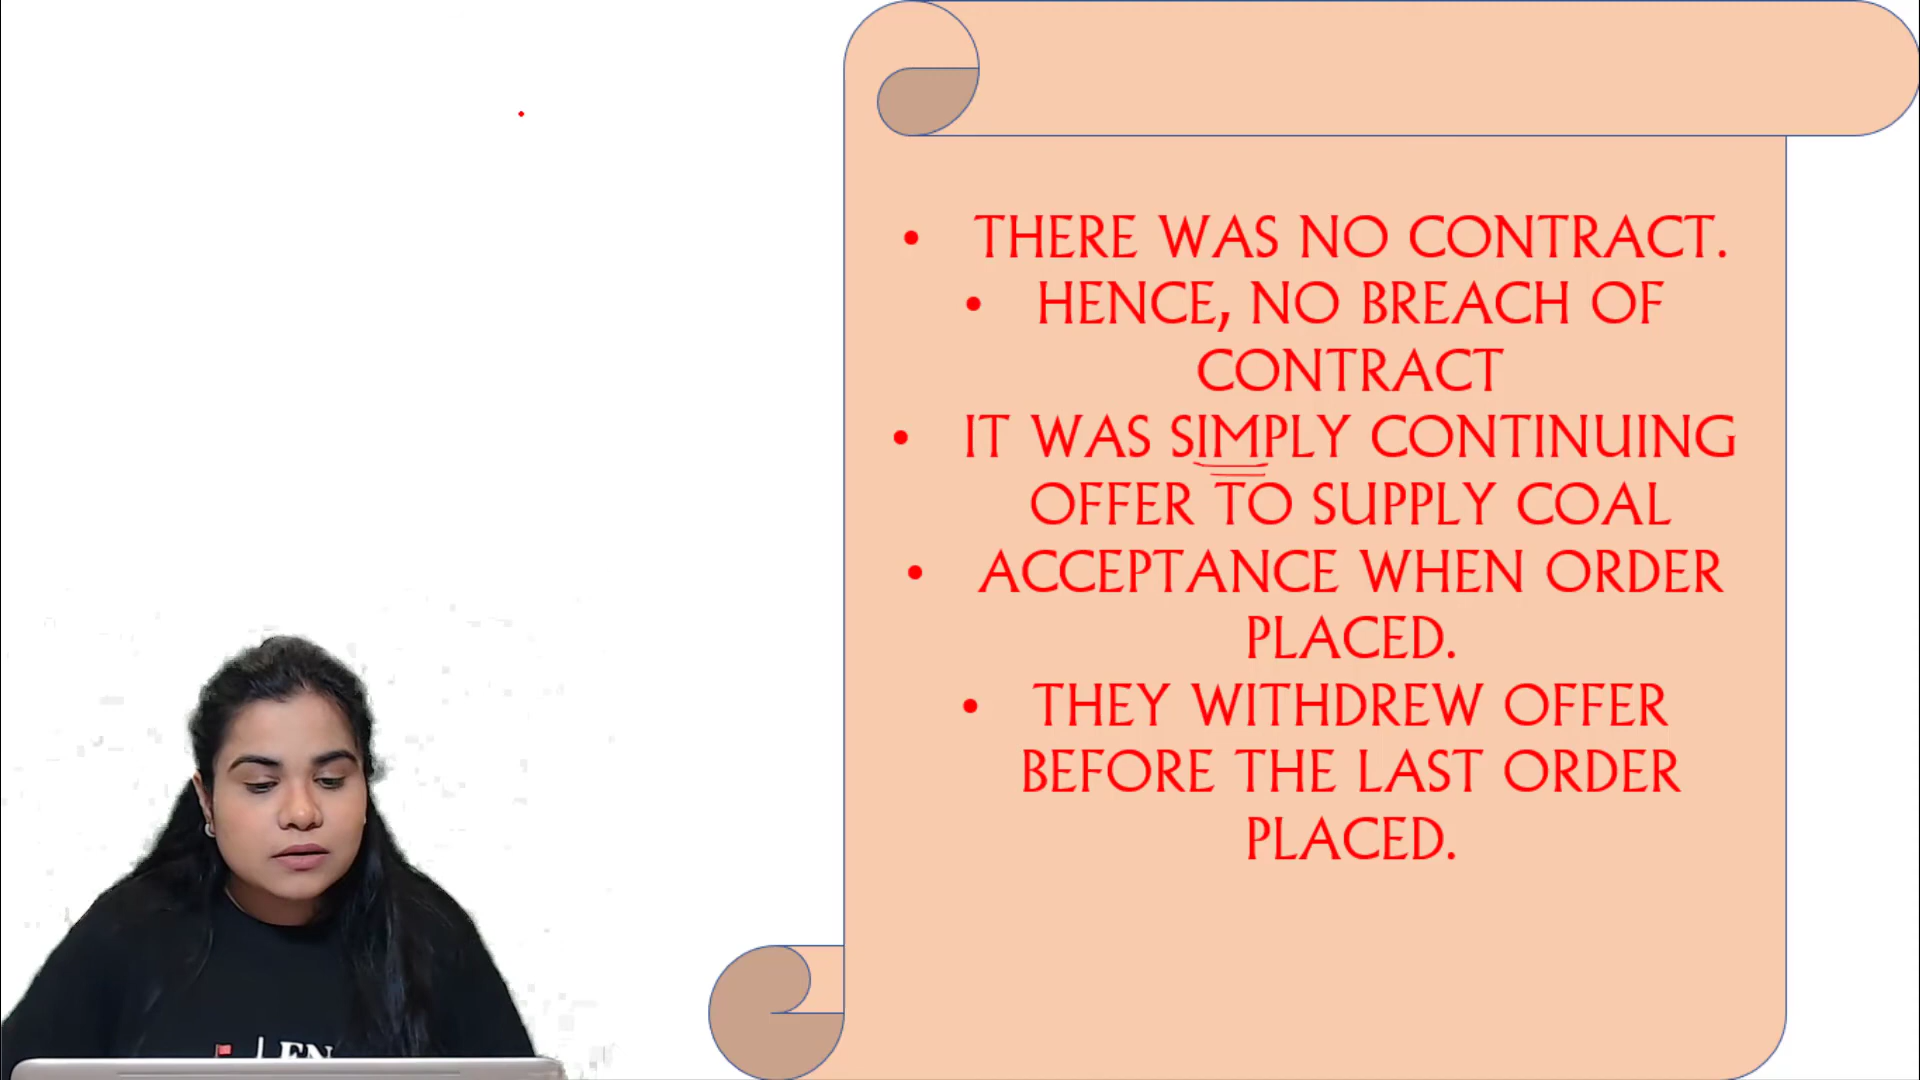 • THERE WAS NO CONTRACT.
• HENCE, NO BREACH OF
CONTRACT
• IT WAS SIMPLY CONTINUING
OFFER TO SUPPLY COAL
• ACCEPTANCE WHEN ORDER
PLACED.
• THEY WITHDREW OFFER
BEFORE THE LAST ORDER
PLACED.